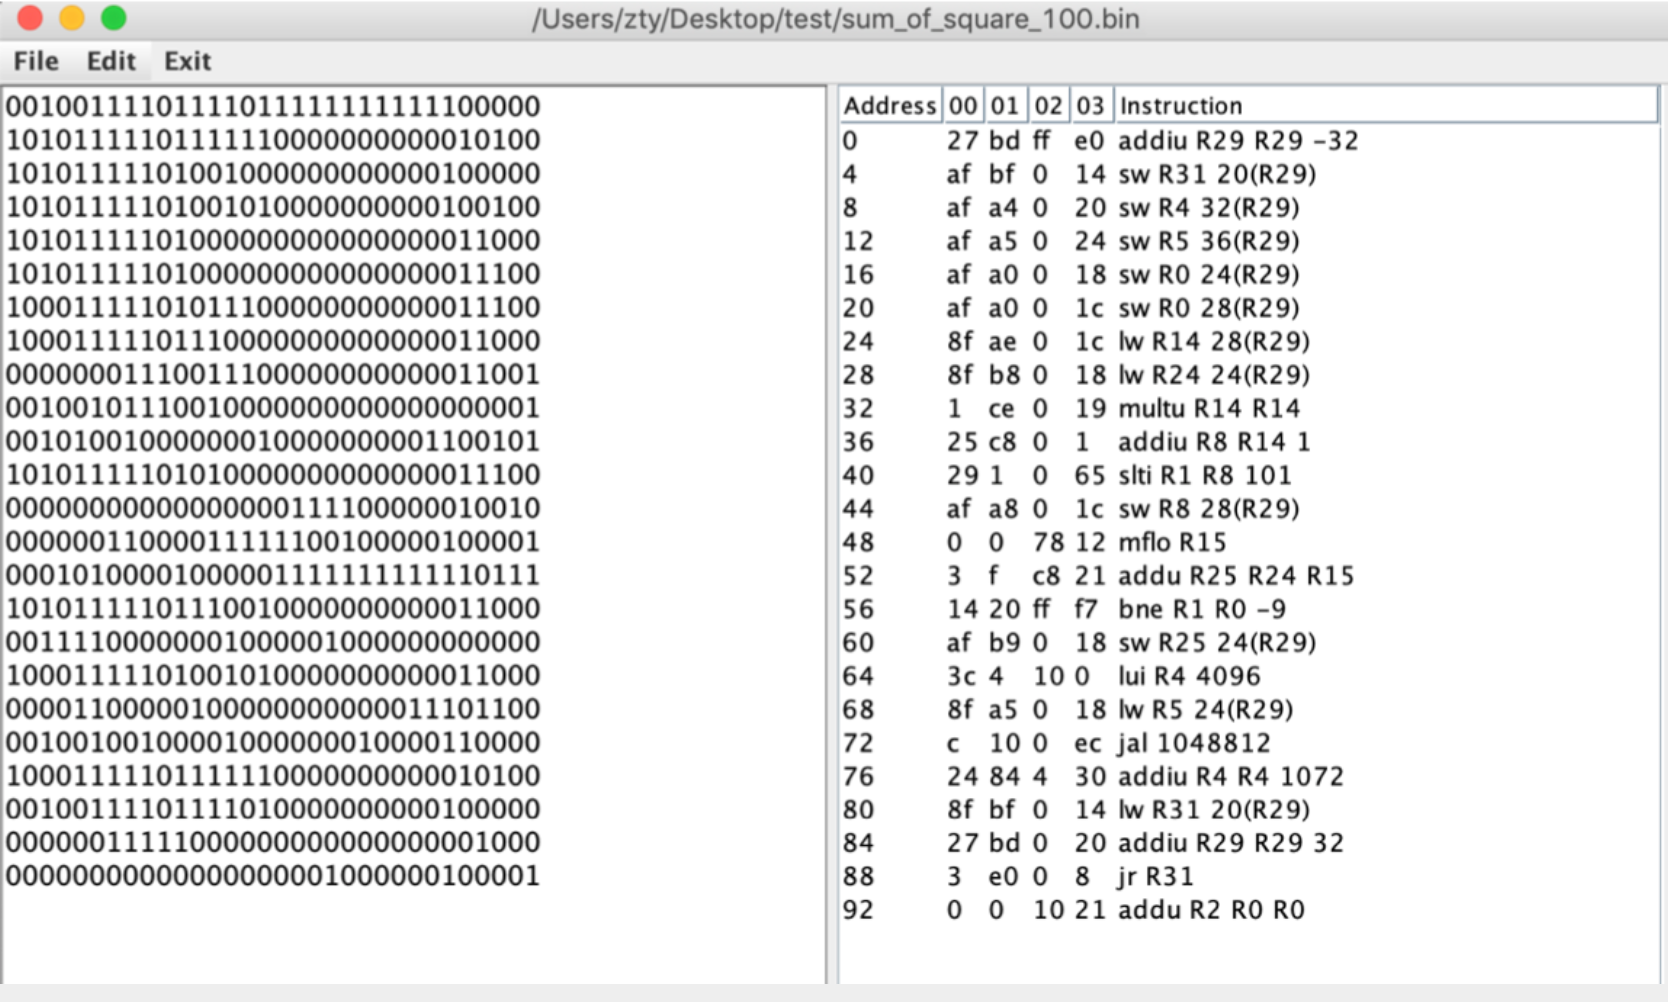 /Users/zty/Desktop/test/sum_of_square_100.bin
File Edit Exit
00100111101111011111111111100000
10101111101111110000000000010100
10101111101001000000000000100000
10101111101001010000000000100100
10101111101000000000000000011000
10101111101000000000000000011100
10001111101011100000000000011100
10001111101110000000000000011000
00000001110011100000000000011001
00100101110010000000000000000001
00101001000000010000000001100101
10101111101010000000000000011100
00000000000000000111100000010010
00000011000011111100100000100001
00010100001000001111111111110111
10101111101110010000000000011000
00111100000001000001000000000000
10001111101001010000000000011000
00001100000100000000000011101100
00100100100001000000010000110000
10001111101111110000000000010100
00100111101111010000000000100000
00000011111000000000000000001000
00000000000000000001000000100001
Address 00 01 02 03 Instruction
0 27 bd ff e0 addiu R29 R29 -32
4 af bf 0 14 sw R31 20(R29)
8 af a4 0 20 sw R4 32(R29)
12 af a5 0 24 sw R5 36(R29)
16 af a0 0 18 sw R0 24(R29)
20 af a0 0 1c sw R0 28(R29)
24 8f ae 0 1c lw R14 28(R29)
28 8f b8 0 18 lw R24 24(R29)
32 1 ce 0 19 multu R14 R14
36 25 c8 0 1 addiu R8 R14 1
40 29 1 0 65 slti R1 R8 101
44 af a8 0 1c sw R8 28(R29)
48 0 0 78 12 mflo R15
52 3 f c8 21 addu R25 R24 R15
56 14 20 ff f7 bne R1 R0 -9
60 af b9 0 18 sw R25 24(R29)
64 3c 4 10 0 lui R4 4096
68 8f a5 0 18 lw R5 24(R29)
72 c 10 0 ec jal 1048812
76 24 84 4 30 addiu R4 R4 1072
80 8f bf 0 14 lw R31 20(R29)
84 27 bd 0 20 addiu R29 R29 32
88 3 e0 0 8 jr R31
92 0 0 10 21 addu R2 R0 R0